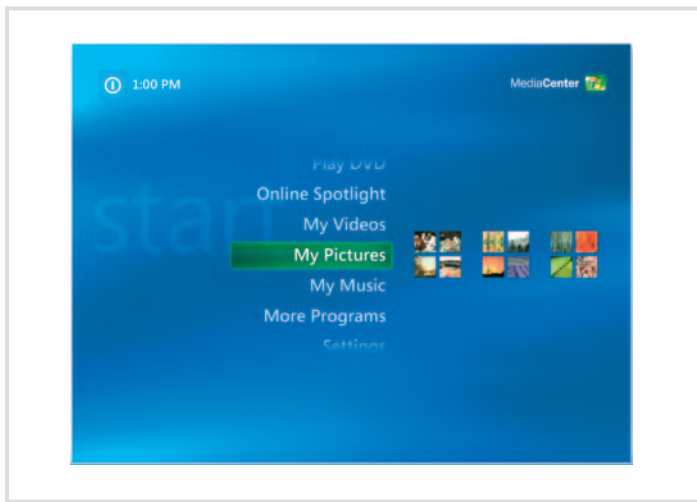 1:00 PM
MediaCenter
Play DVD
Online Spotlight
start
My Videos
My Pictures
My Music
More Programs
Settings